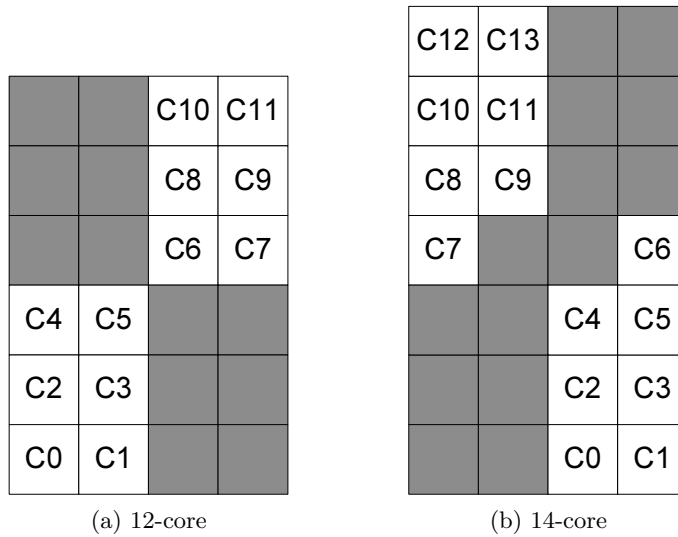 C10 C11
C8 C9
C6 C7
C4 C5
C2 C3
C0 C1
(a) 12-core
C12 C13
C10 C11
C8 C9
C7 C6
C4 C5
C2 C3
C0 C1
(b) 14-core